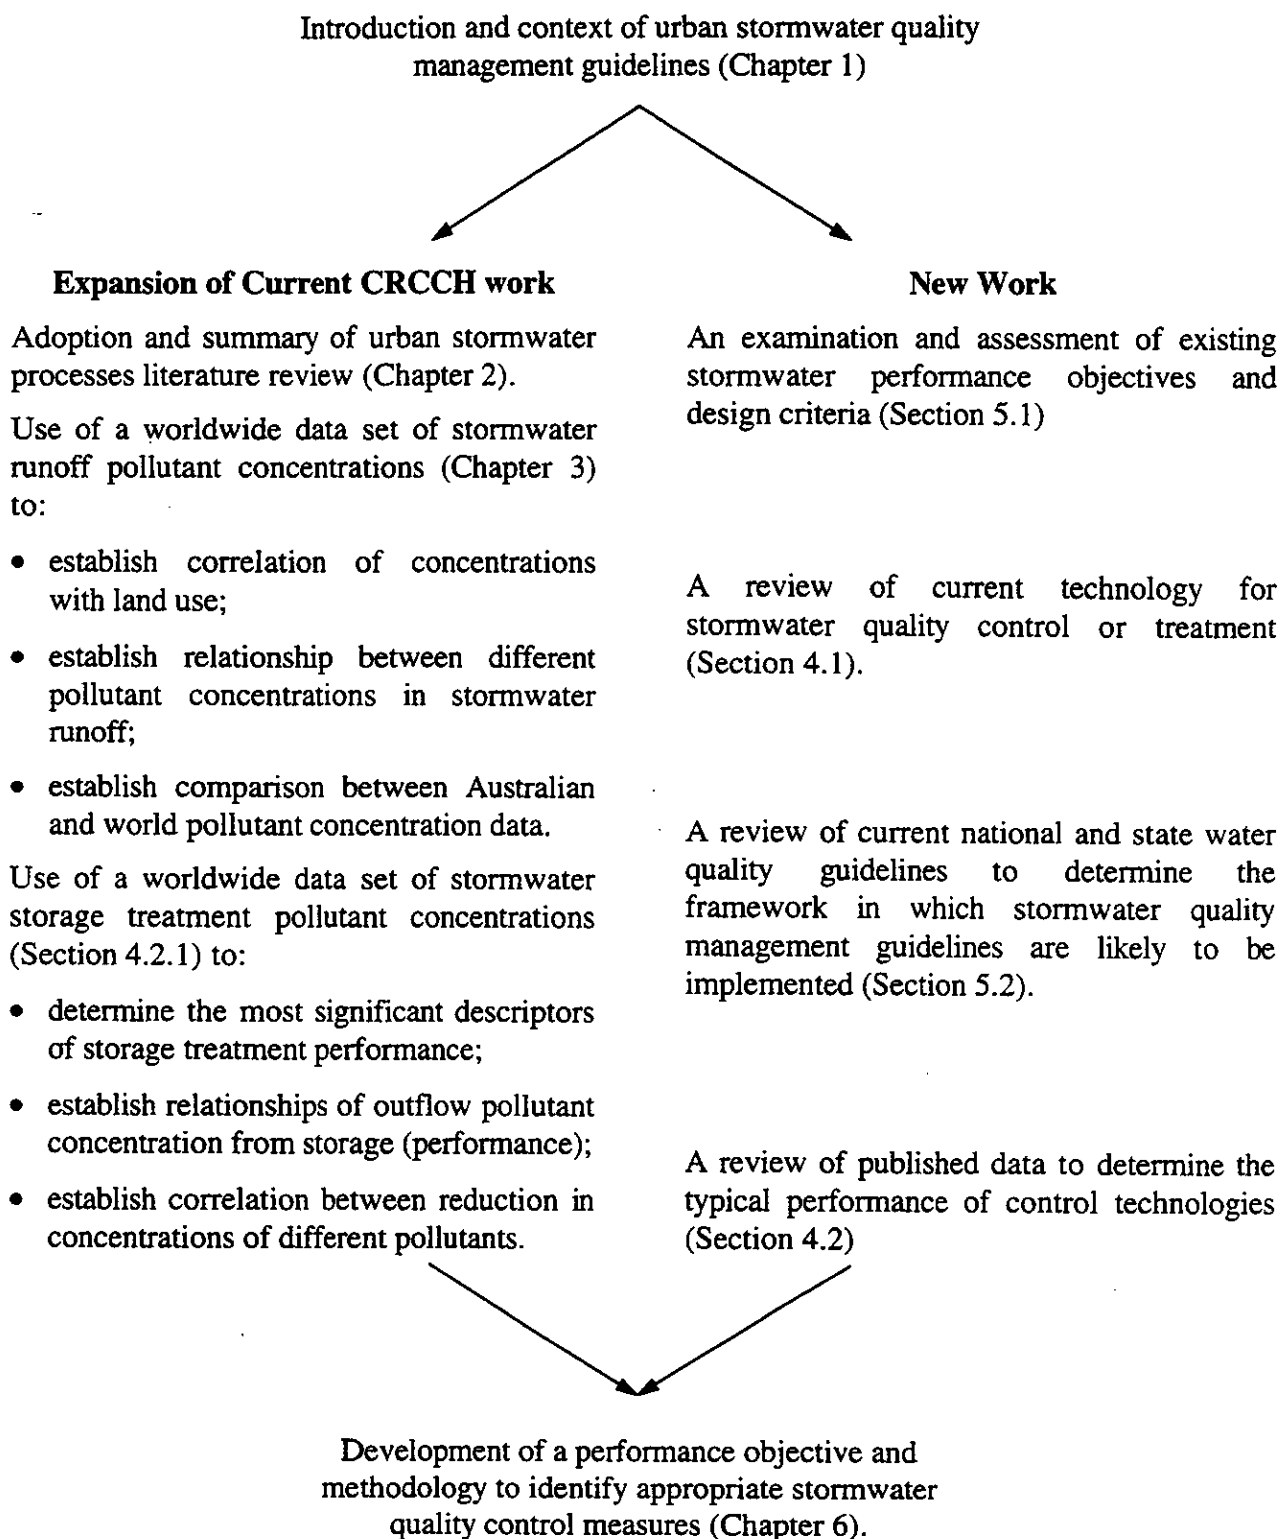 Introduction and context of urban stormwater quality
management guidelines (Chapter 1)
Expansion of Current CRCCH work
Adoption and summary of urban stormwater
processes literature review (Chapter 2).
Use of a worldwide data set of stormwater
runoff pollutant concentrations (Chapter 3)
to:
• establish correlation of concentrations
with land use;
• establish relationship between different
pollutant concentrations in stormwater
runoff;
• establish comparison between Australian
and world pollutant concentration data.
Use of a worldwide data set of stormwater
storage treatment pollutant concentrations
(Section 4.2.1) to:
• determine the most significant descriptors
of storage treatment performance;
• establish relationships of outflow pollutant
concentration from storage (performance);
• establish correlation between reduction in
concentrations of different pollutants.
New Work
An examination and assessment of existing
stormwater performance objectives and
design criteria (Section 5.1)
A review of current technology for
stormwater quality control or treatment
(Section 4.1).
A review of current national and state water
quality guidelines to determine the
framework in which stormwater quality
management guidelines are likely to be
implemented (Section 5.2).
A review of published data to determine the
typical performance of control technologies
(Section 4.2)
Development of a performance objective and
methodology to identify appropriate stormwater
quality control measures (Chapter 6).